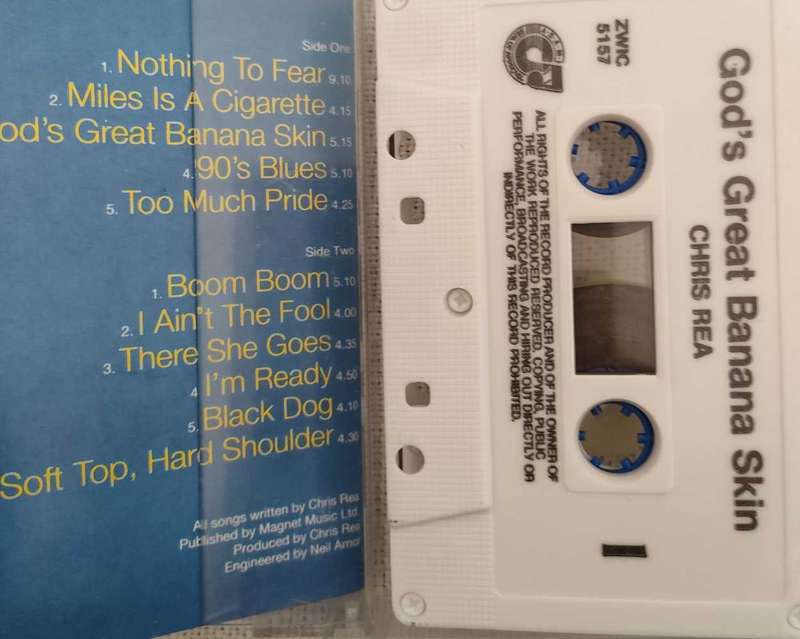 Side One
1. Nothing To Fear 9.10
2. Miles Is A Cigarette 4.15
od's Great Banana Skin 5.15
4. '90's Blues 5.10
5. Too Much Pride 4.25
Side Two
1. Boom Boom 5.10
2. I Ain't The Fool 4.00
3. There She Goes 4.35
4 I'm Ready 4.50
5. Black Dog 4.10
Soft Top, Hard Shoulder 4.30
All songs written by Chris Rea
Published by Magnet Music Ltd.
Produced by Chris Rea
Engineered by Neil Amor
God's Great Banana Skin
CHRIS REA
ZWIC
5157
ALL RIGHTS OF THE RECORD PRODUCER AND OF THE OWNER OF
THE WORK REPRODUCED RESERVED. COPYING, PUBLIC
PERFORMANCE, BROADCASTING AND HIRING OUT DIRECTLY OR
INDIRECTLY OF THIS RECORD PROHIBITED.